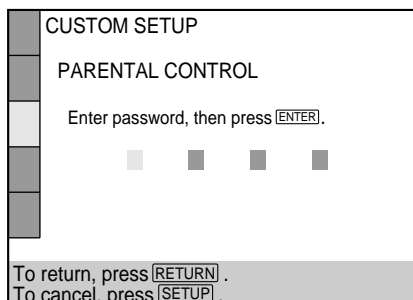 CUSTOM SETUP
PARENTAL CONTROL
Enter password, then press ENTER.
To return, press RETURN .
To cancel, press SETUP .